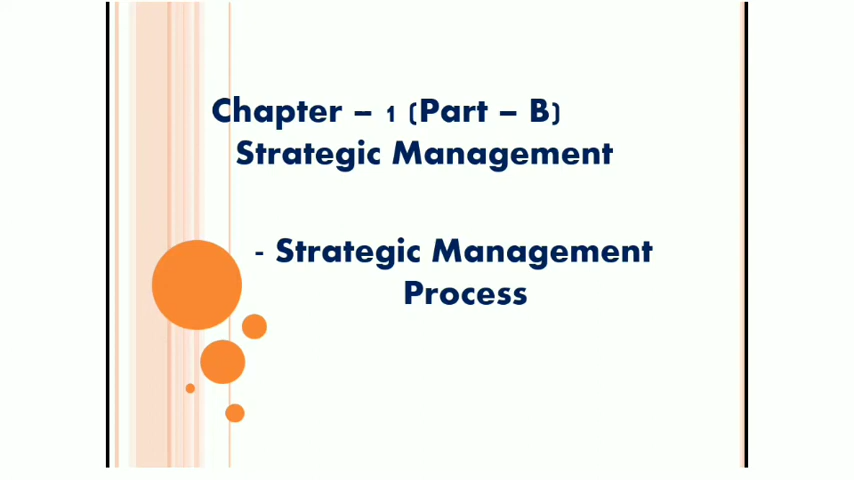 Chapter – 1 (Part – B)
Strategic Management
- Strategic Management
Process